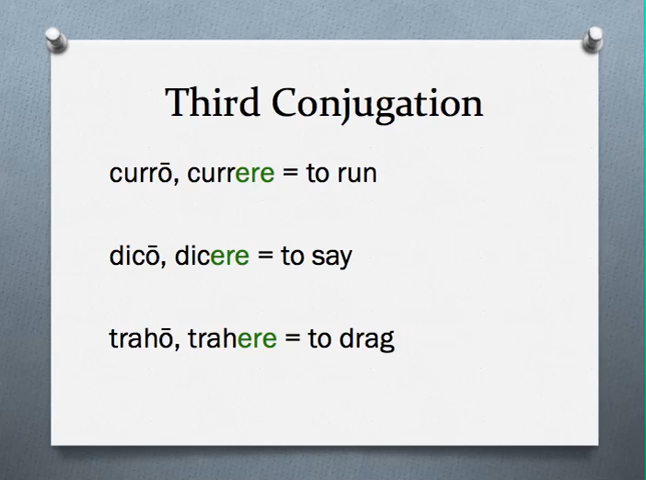 Third Conjugation
currō, currere = to run
dicō, dicere = to say
trahō, trahere = to drag